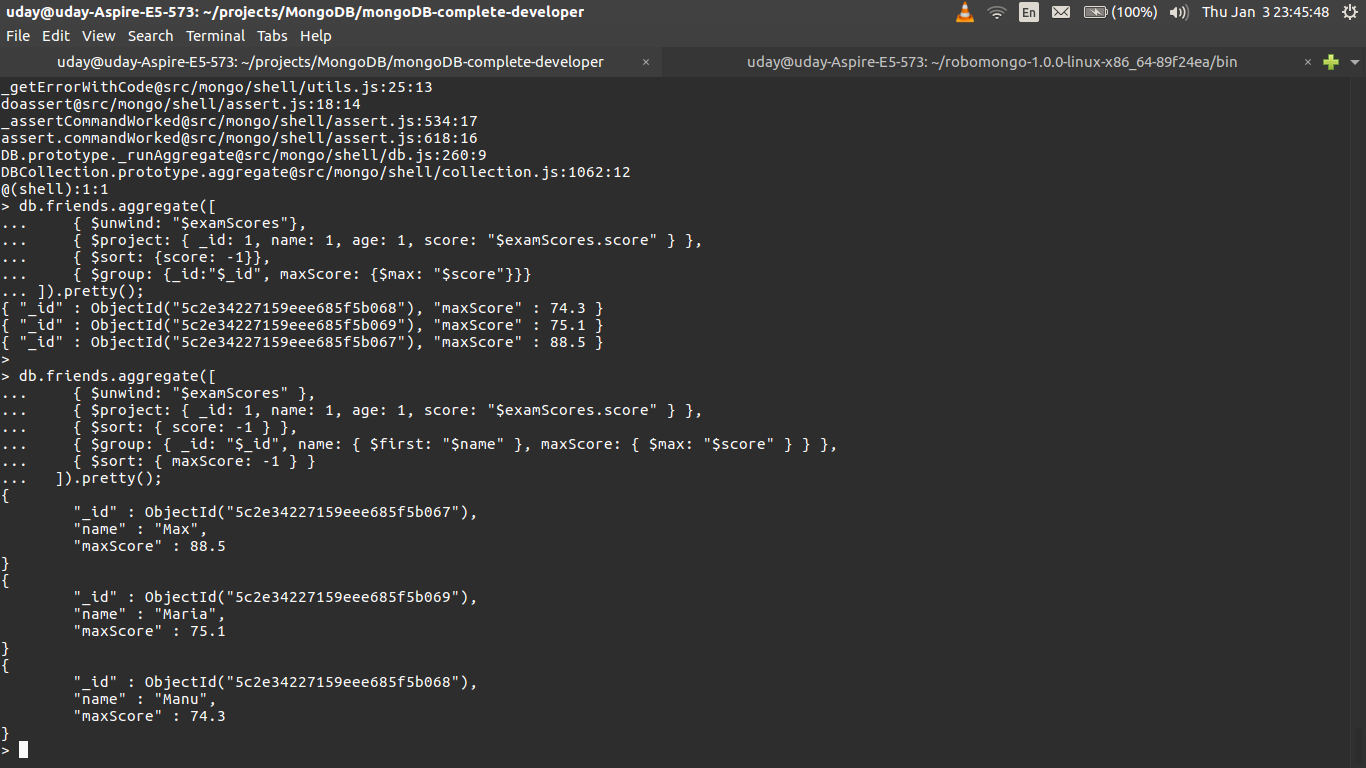 uday@uday-Aspire-E5-573: ~/projects/MongoDB/mongoDB-complete-developer En (100%) Thu Jan 3 23:45:48
File Edit View Search Terminal Tabs Help
uday@uday-Aspire-E5-573: ~/projects/MongoDB/mongoDB-complete-developer × uday@uday-Aspire-E5-573: ~/robomongo-1.0.0-linux-x86_64-89f24ea/bin ×
_getErrorWithCode@src/mongo/shell/utils.js:25:13
doassert@src/mongo/shell/assert.js:18:14
_assertCommandWorked@src/mongo/shell/assert.js:534:17
assert.commandWorked@src/mongo/shell/assert.js:618:16
DB.prototype._runAggregate@src/mongo/shell/db.js:260:9
DBCollection.prototype.aggregate@src/mongo/shell/collection.js:1062:12
@(shell):1:1
> db.friends.aggregate([
...     { $unwind: "$examScores"},
...     { $project: { _id: 1, name: 1, age: 1, score: "$examScores.score" } },
...     { $sort: {score: -1}},
...     { $group: {_id:"$_id", maxScore: {$max: "$score"}}}
... ]).pretty();
{ "_id" : ObjectId("5c2e34227159eee685f5b068"), "maxScore" : 74.3 }
{ "_id" : ObjectId("5c2e34227159eee685f5b069"), "maxScore" : 75.1 }
{ "_id" : ObjectId("5c2e34227159eee685f5b067"), "maxScore" : 88.5 }
>
> db.friends.aggregate([
...     { $unwind: "$examScores" },
...     { $project: { _id: 1, name: 1, age: 1, score: "$examScores.score" } },
...     { $sort: { score: -1 } },
...     { $group: { _id: "$_id", name: { $first: "$name" }, maxScore: { $max: "$score" } } },
...     { $sort: { maxScore: -1 } }
...   ]).pretty();
{
        "_id" : ObjectId("5c2e34227159eee685f5b067"),
        "name" : "Max",
        "maxScore" : 88.5
}
{
        "_id" : ObjectId("5c2e34227159eee685f5b069"),
        "name" : "Maria",
        "maxScore" : 75.1
}
{
        "_id" : ObjectId("5c2e34227159eee685f5b068"),
        "name" : "Manu",
        "maxScore" : 74.3
}
>